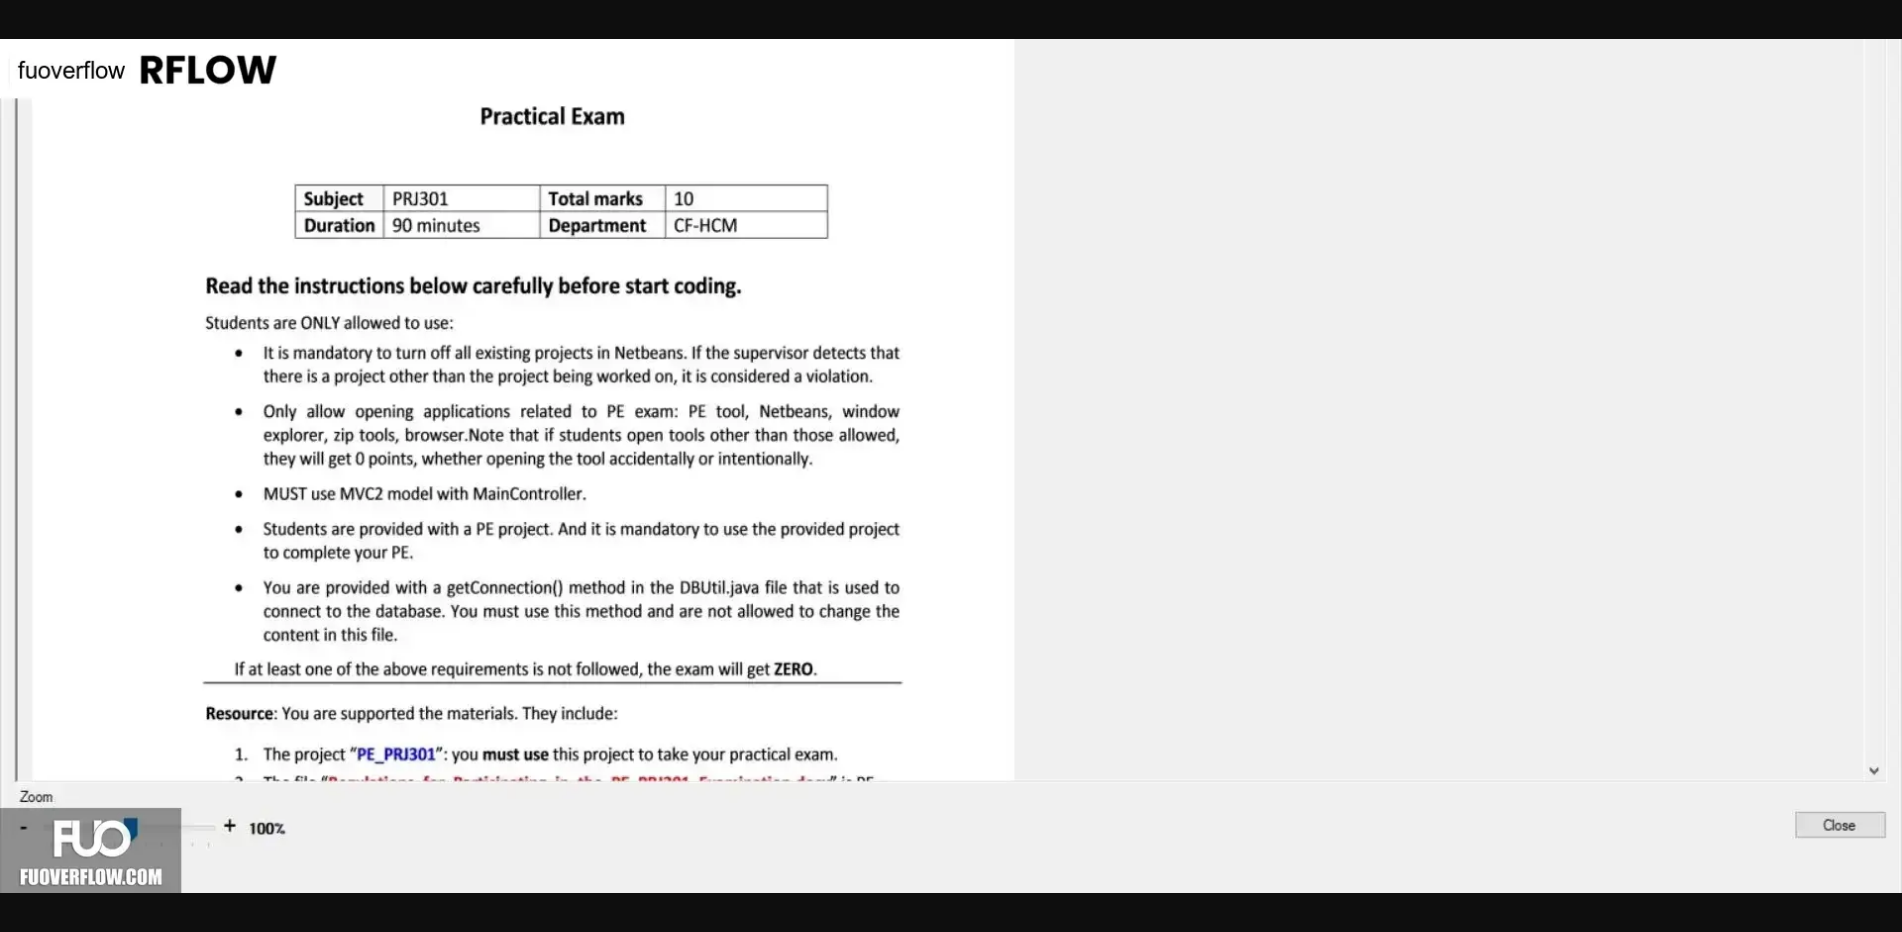 fuoverflow RFLOW
Practical Exam
Subject PRJ301 Total marks 10
Duration 90 minutes Department CF-HCM
Read the instructions below carefully before start coding.
Students are ONLY allowed to use:
• It is mandatory to turn off all existing projects in Netbeans. If the supervisor detects that
there is a project other than the project being worked on, it is considered a violation.
• Only allow opening applications related to PE exam: PE tool, Netbeans, window
explorer, zip tools, browser.Note that if students open tools other than those allowed,
they will get 0 points, whether opening the tool accidentally or intentionally.
• MUST use MVC2 model with MainController.
• Students are provided with a PE project. And it is mandatory to use the provided project
to complete your PE.
• You are provided with a getConnection() method in the DBUtil.java file that is used to
connect to the database. You must use this method and are not allowed to change the
content in this file.
If at least one of the above requirements is not followed, the exam will get ZERO.
Resource: You are supported the materials. They include:
1. The project "PE_PRJ301": you must use this project to take your practical exam.
2. The file "Regulations for Participating in the PE PRJ301 Examination
Zoom
- + 100%
Close
FUO
FUOVERFLOW.COM